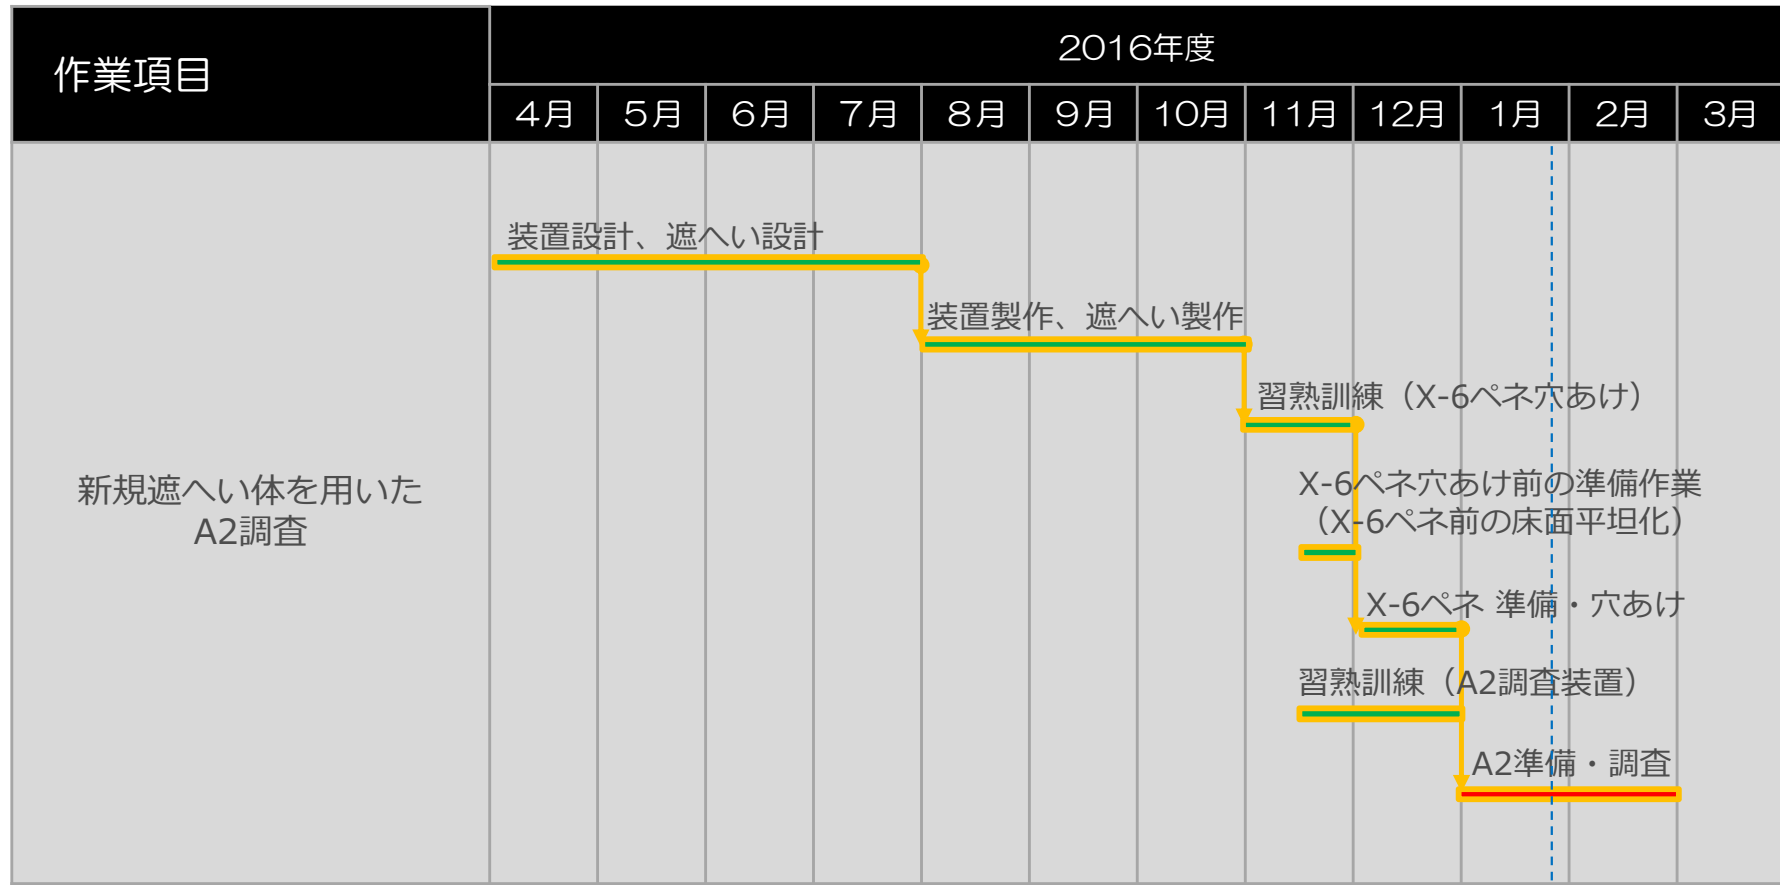 作業項目
2016年度
4月 5月 6月 7月 8月 9月 10月 11月 12月 1月 2月 3月
装置設計、遮へい設計
装置製作、遮へい製作
習熟訓練（X-6ペネ穴あけ）
X-6ペネ穴あけ前の準備作業
（X-6ペネ前の床面平坦化）
新規遮へい体を用いた
A2調査
X-6ペネ 準備・穴あけ
習熟訓練（A2調査装置）
A2準備・調査